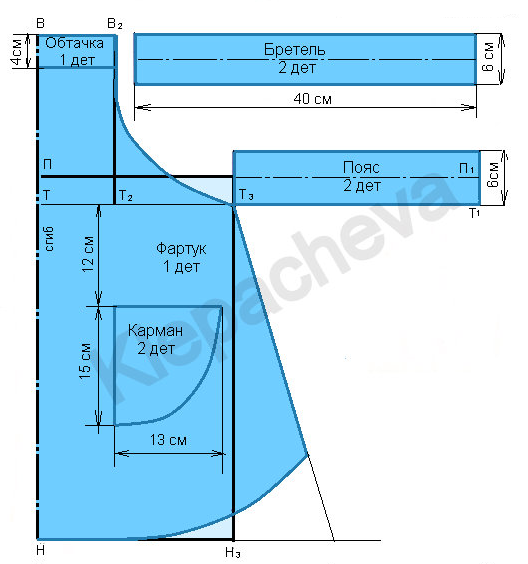 В
В2
4см
Обтачка
1 дет
Бретель
2 дет
6 см
40 см
П
Т
Т2
Т3
Пояс
2 дет
П1
Т1
6см
сгиб
12 см
Фартук
1 дет
Карман
2 дет
15 см
13 см
Н
Н3
Klepacheva